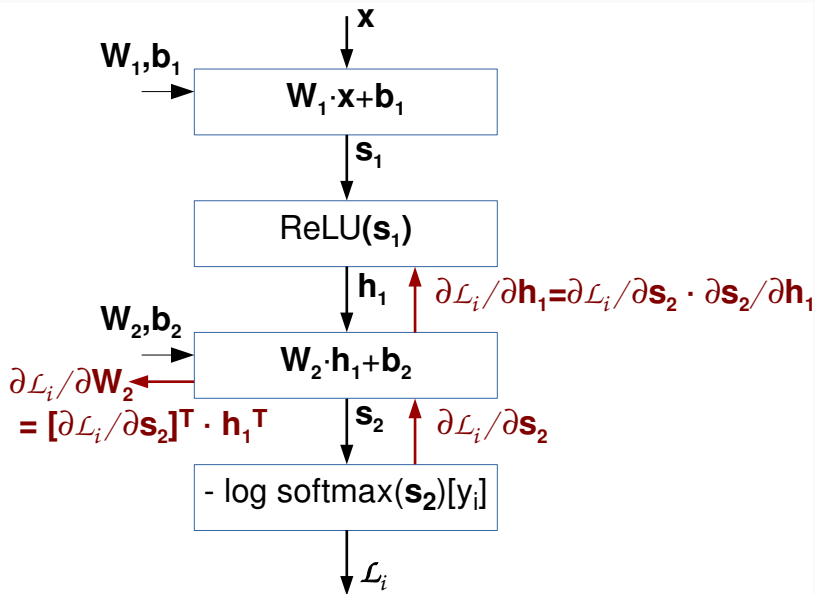 x
W₁,b₁
W₁·x+b₁
s₁
ReLU(s₁)
h₁
∂ℒᵢ/∂h₁=∂ℒᵢ/∂s₂ · ∂s₂/∂h₁
W₂,b₂
W₂·h₁+b₂
∂ℒᵢ/∂W₂
= [∂ℒᵢ/∂s₂]ᵀ · h₁ᵀ
s₂
∂ℒᵢ/∂s₂
- log softmax(s₂)[yᵢ]
ℒᵢ